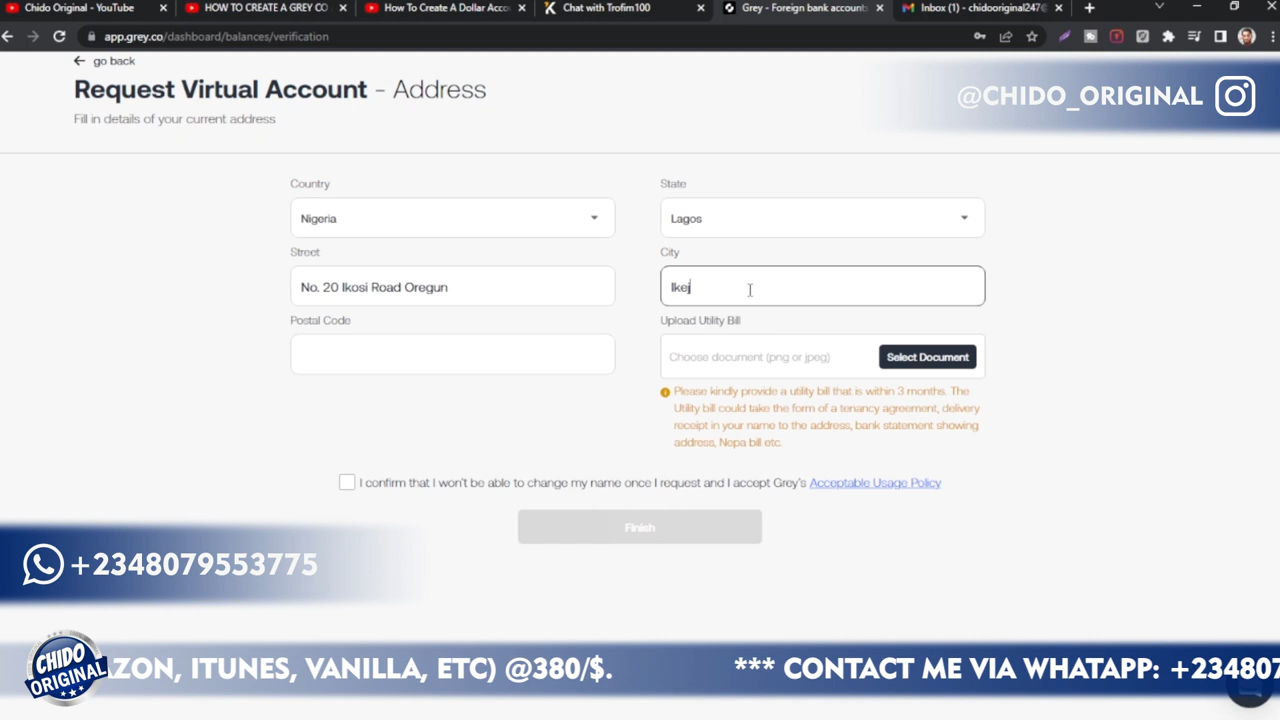 Chido Original - YouTube
HOW TO CREATE A GREY CO
How To Create A Dollar Acco
Chat with Trofim100
Grey - Foreign bank accounts
Inbox (1) - chidooriginal247@
app.grey.co/dashboard/balances/verification
go back
Request Virtual Account - Address
Fill in details of your current address
@CHIDO_ORIGINAL
Country
State
Nigeria
Lagos
Street
City
No. 20 Ikosi Road Oregun
Ikej
Postal Code
Upload Utility Bill
Choose document (png or jpeg)
Select Document
Please kindly provide a utility bill that is within 3 months. The
Utility bill could take the form of a tenancy agreement, delivery
receipt in your name to the address, bank statement showing
address, Nepa bill etc.
I confirm that I won't be able to change my name once I request and I accept Grey's Acceptable Usage Policy
Finish
+2348079553775
CHIDO
ORIGINAL
AZON, ITUNES, VANILLA, ETC) @380/$. *** CONTACT ME VIA WHATAPP: +234807